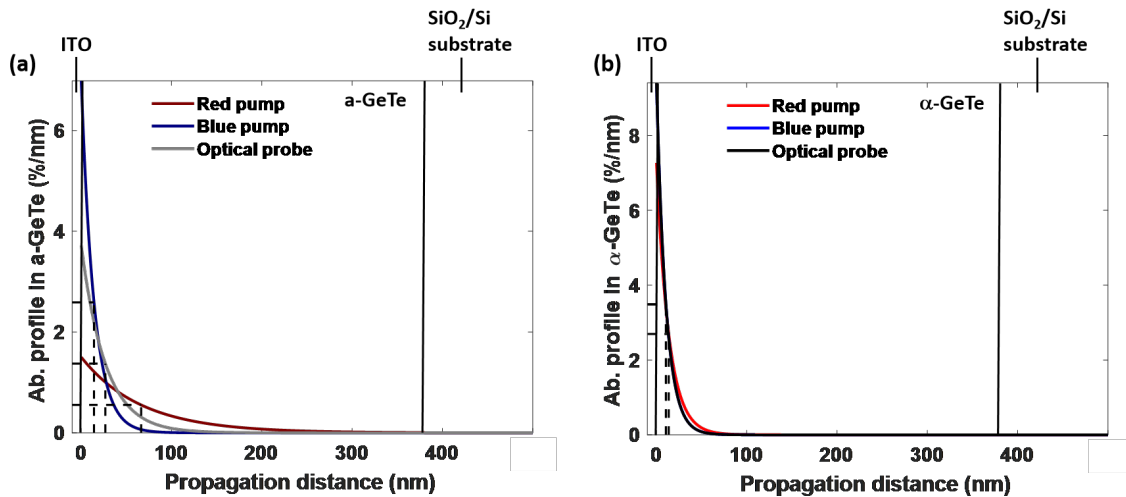 SiO₂/Si
substrate
ITO
(a)
a-GeTe
Red pump
Blue pump
Optical probe
Ab. profile in a-GeTe (%/nm)
6
4
2
0
0 100 200 300 400
Propagation distance (nm)
SiO₂/Si
substrate
ITO
(b)
α-GeTe
Red pump
Blue pump
Optical probe
Ab. profile in α-GeTe (%/nm)
8
6
4
2
0
0 100 200 300 400
Propagation distance (nm)